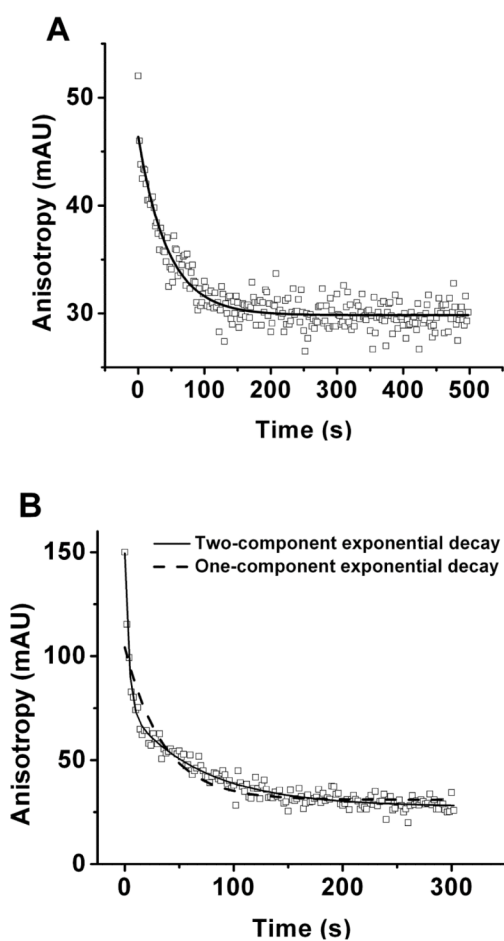 A
Anisotropy (mAU)
50
40
30
0 100 200 300 400 500
Time (s)
B
Anisotropy (mAU)
Two-component exponential decay
One-component exponential decay
150
100
50
0
0 100 200 300
Time (s)